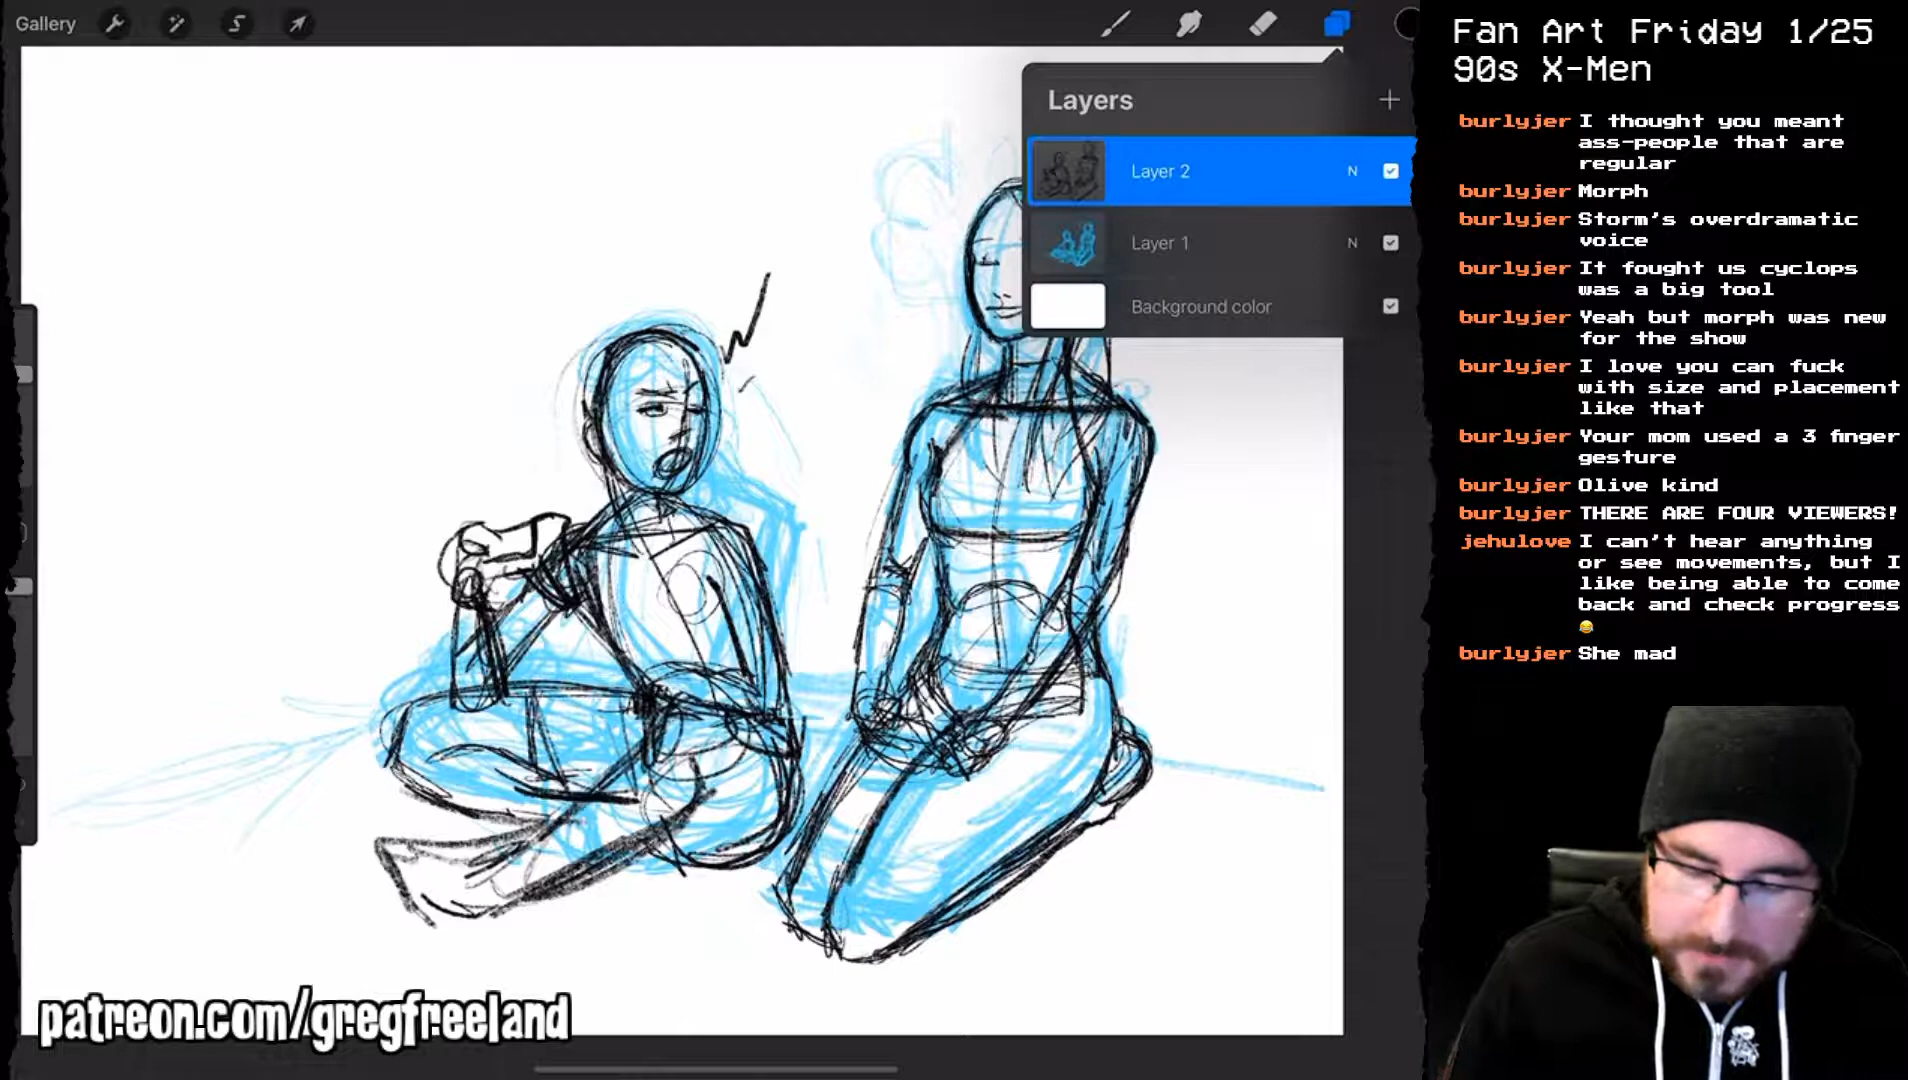 Gallery
Layers
Layer 2
N
Layer 1
N
Background color
Fan Art Friday 1/25
90s X-Men
burlyjer I thought you meant
ass-people that are
regular
burlyjer Morph
burlyjer Storm's overdramatic
voice
burlyjer It fought us cyclops
was a big tool
burlyjer Yeah but morph was new
for the show
burlyjer I love you can fuck
with size and placement
like that
burlyjer Your mom used a 3 finger
gesture
burlyjer Olive kind
burlyjer THERE ARE FOUR VIEWERS!
jehulove I can't hear anything
or see movements, but I
like being able to come
back and check progress
😂
burlyjer She mad
patreon.com/gregfreeland